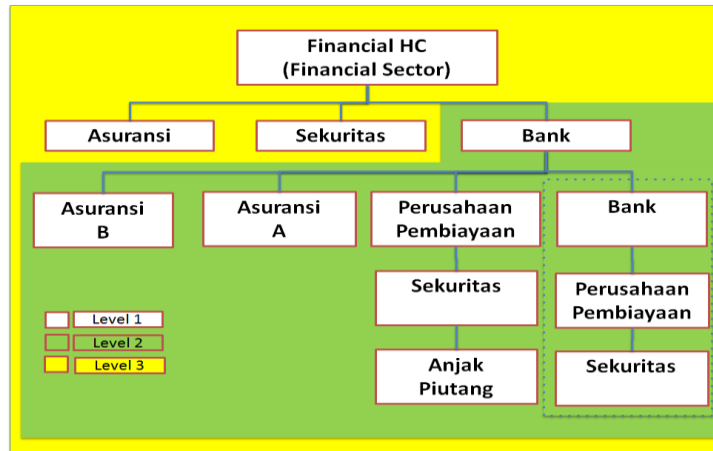 Financial HC
(Financial Sector)
Asuransi
Sekuritas
Bank
Asuransi
B
Asuransi
A
Perusahaan
Pembiayaan
Bank
Sekuritas
Perusahaan
Pembiayaan
Anjak
Piutang
Sekuritas
Level 1
Level 2
Level 3